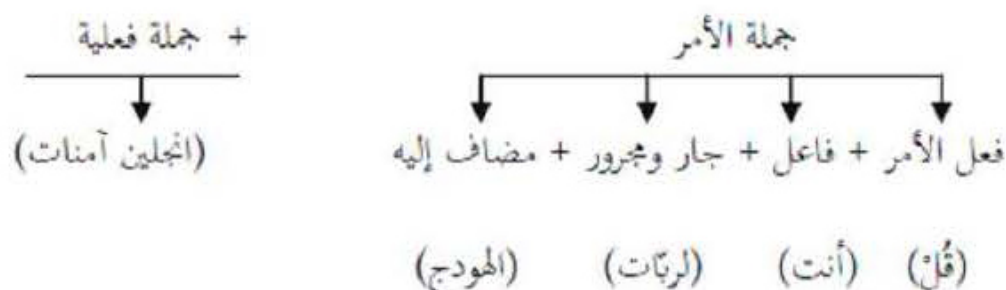 جملة الأمر + جملة فعلية
فعل الأمر + فاعل + جار ومجرور + مضاف إليه (انجلين آمنات)
(قُلْ) (أنت) (لربّات) (الهودج)